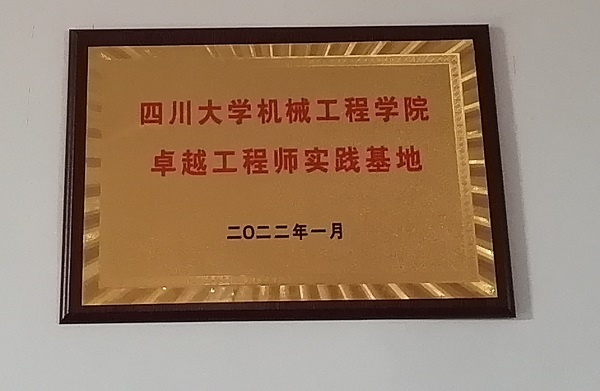 四川大学机械工程学院
卓越工程师实践基地
二〇二二年一月